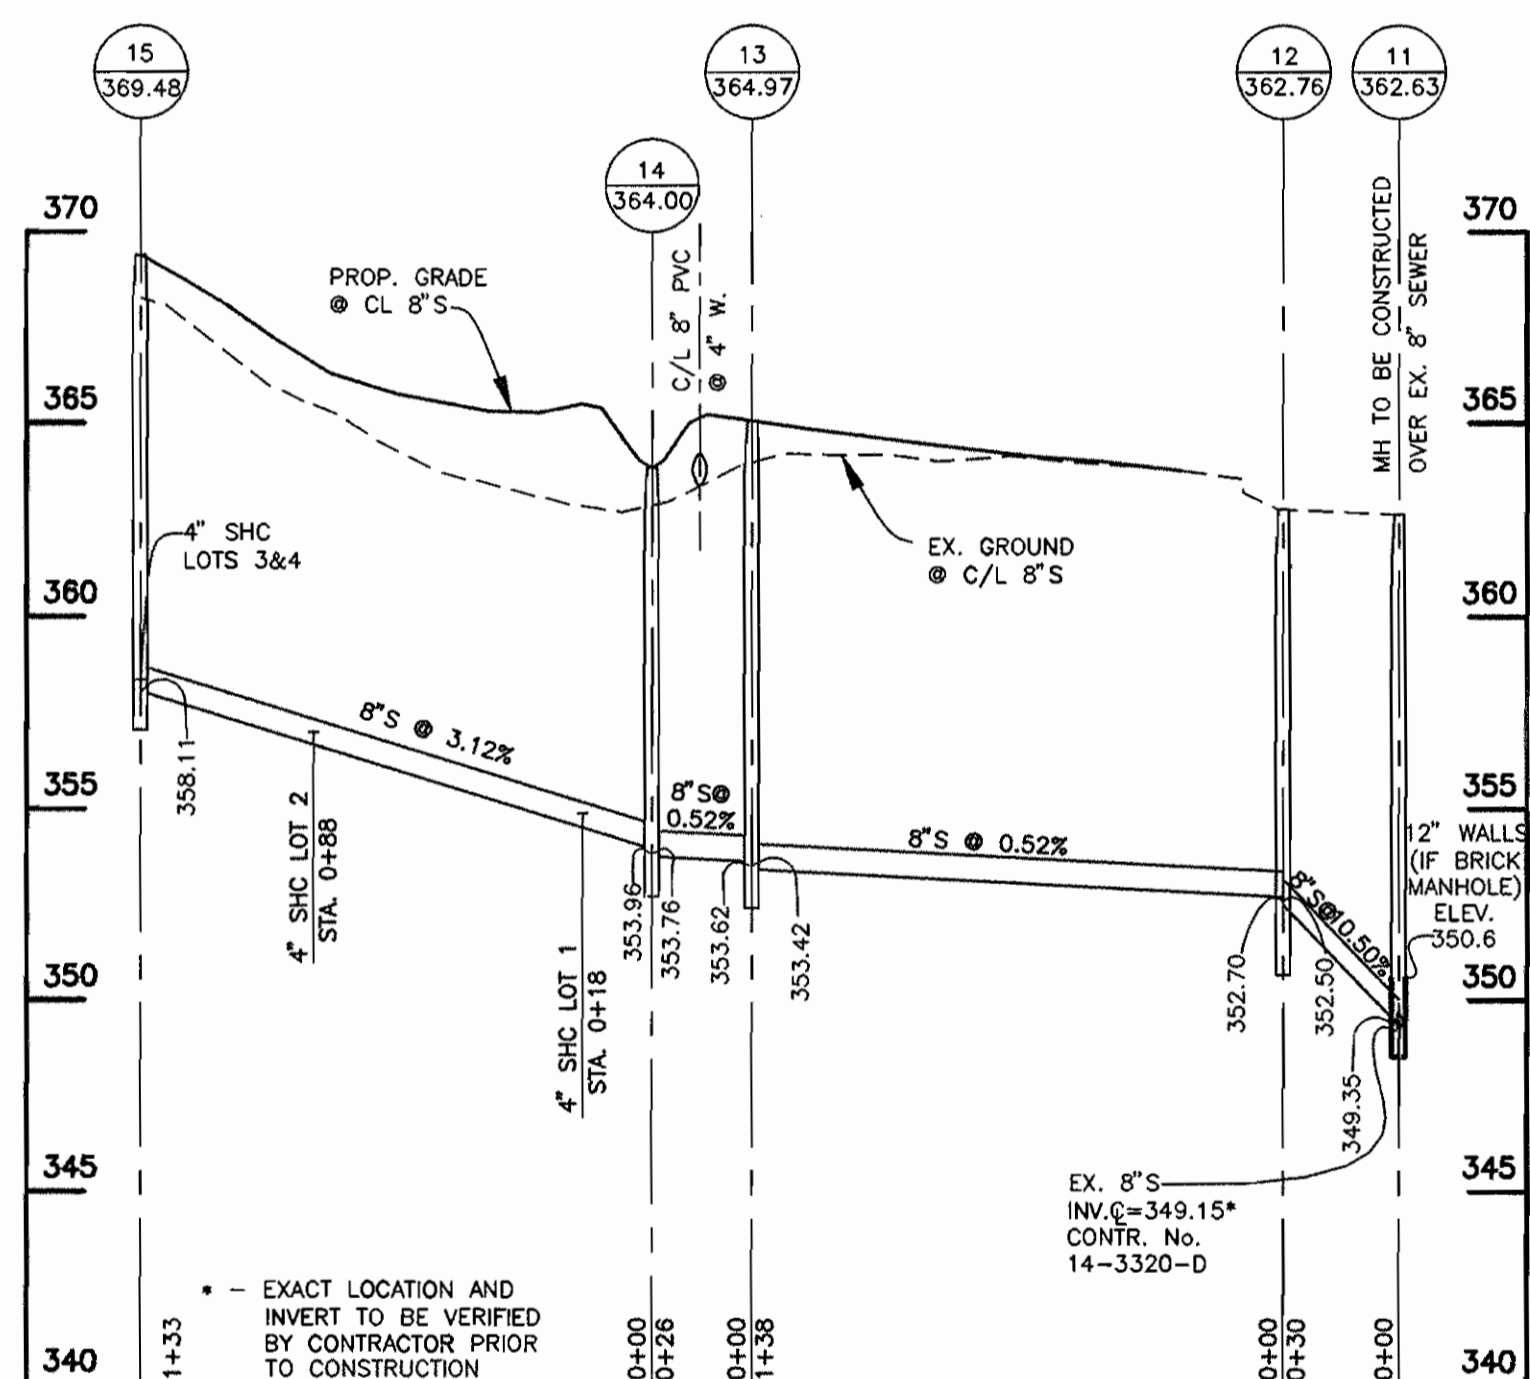 15
369.48
13
364.97
12
362.76
11
362.63
14
364.00
370
370
PROP. GRADE
@ CL 8"S
C/L 8" PVC
@ 4" W.
MH TO BE CONSTRUCTED
OVER EX. 8" SEWER
365
365
4" SHC
LOTS 3&4
EX. GROUND
@ C/L 8"S
360
360
8"S @ 3.12%
358.11
4" SHC LOT 2
STA. 0+88
355
355
8"S@
0.52%
8"S @ 0.52%
12" WALLS
(IF BRICK
MANHOLE)
ELEV.
350.6
8"S@10.50%
353.96
353.76
353.62
353.42
352.70
352.50
350
350
4" SHC LOT 1
STA. 0+18
349.35
345
345
EX. 8"S
INV.℄=349.15*
CONTR. No.
14-3320-D
* - EXACT LOCATION AND
INVERT TO BE VERIFIED
BY CONTRACTOR PRIOR
TO CONSTRUCTION
340
340
1+33
0+00
0+26
0+00
1+38
0+00
0+30
0+00